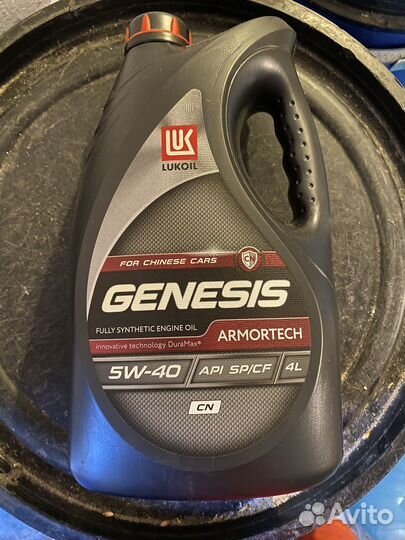 LUK
LUKOIL
FOR CHINESE CARS
GENESIS
FULLY SYNTHETIC ENGINE OIL
ARMORTECH
innovative technology DuraMax®
5W-40 API SP/CF 4L
CN
Avito